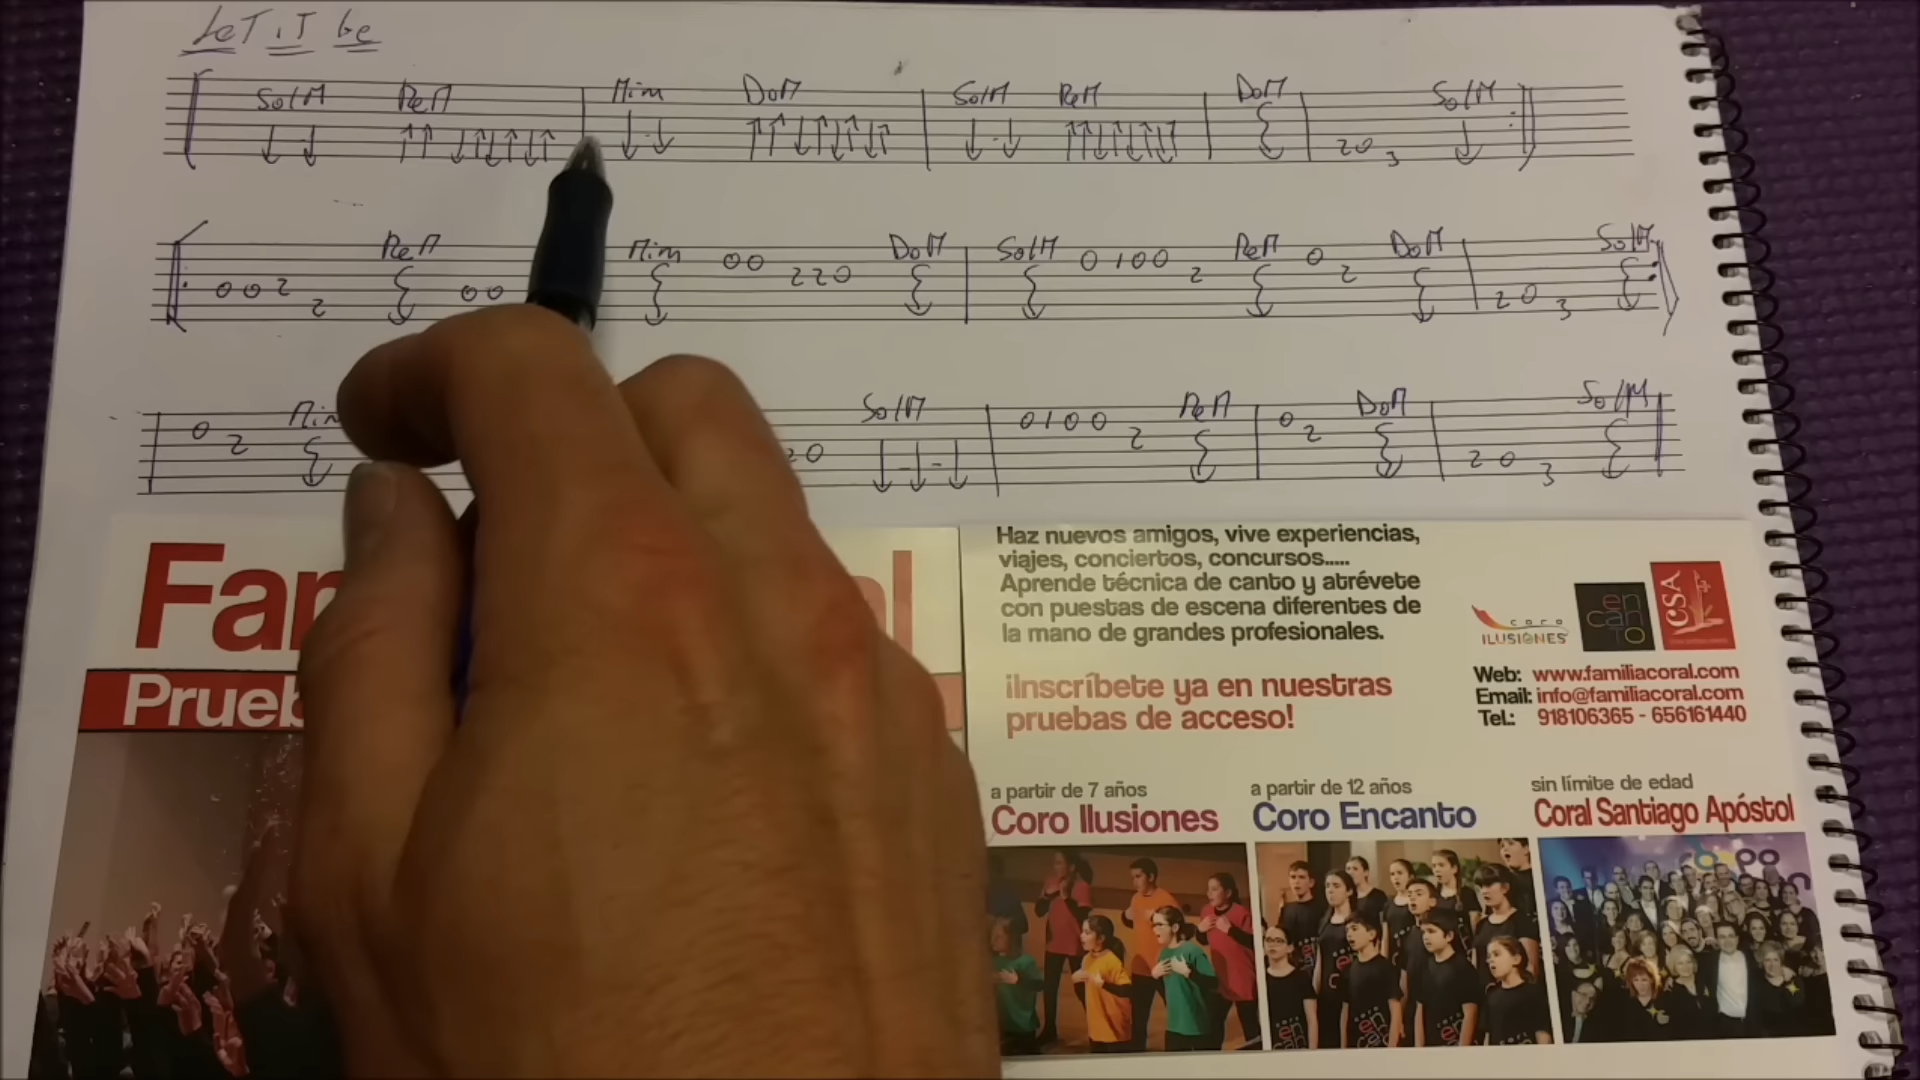 LeT iT be
SolM ReM Mim DoM SolM ReM DoM SolM
2 0 3
ReM Mim DoM SolM ReM DoM SolM
0 0 2 2 0 0 0 0 2 2 0 0 1 0 0 2 0 2 2 0 3
SolM ReM DoM SolM
0 2 2 0 0 1 0 0 2 0 2 2 0 3
Haz nuevos amigos, vive experiencias,
viajes, conciertos, concursos.....
Aprende técnica de canto y atrévete
con puestas de escena diferentes de
la mano de grandes profesionales.
¡Inscríbete ya en nuestras
pruebas de acceso!
coro
ILUSIONES
en
can
to
CSA
Web: www.familiacoral.com
Email: info@familiacoral.com
Tel.: 918106365 - 656161440
a partir de 7 años
Coro Ilusiones
a partir de 12 años
Coro Encanto
sin límite de edad
Coral Santiago Apóstol